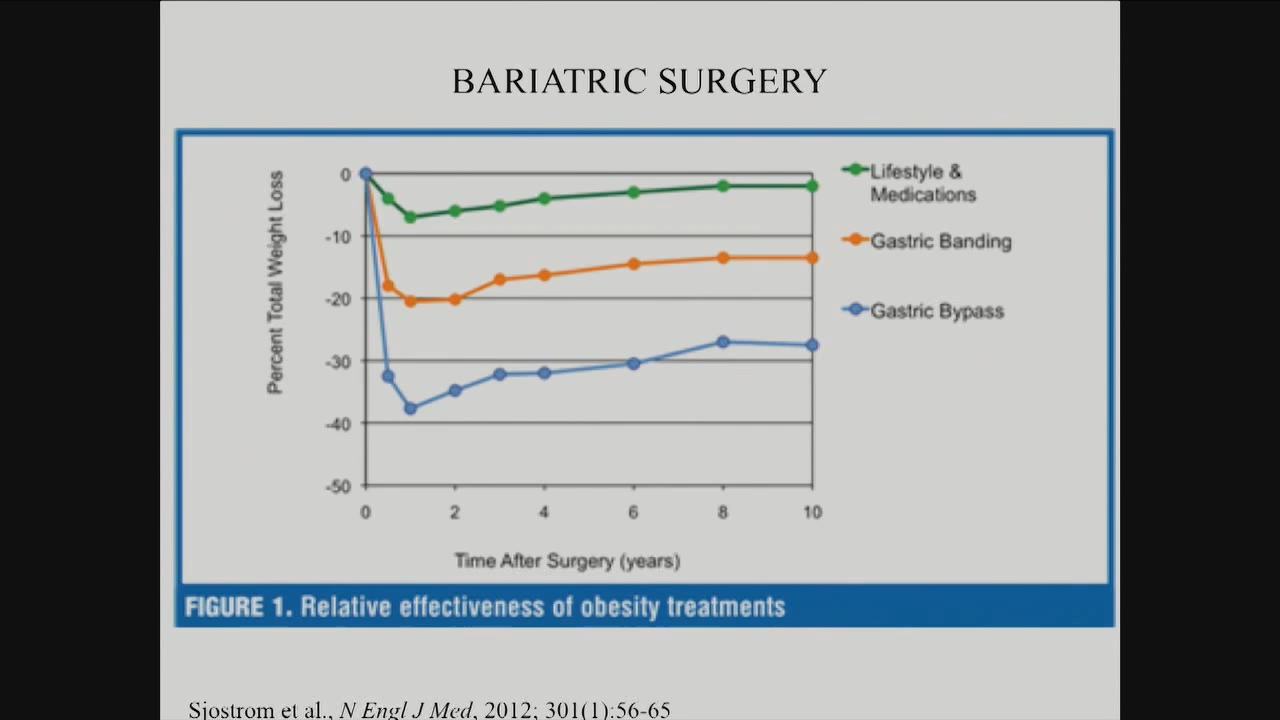 BARIATRIC SURGERY
Percent Total Weight Loss
0
-10
-20
-30
-40
-50
0 2 4 6 8 10
Time After Surgery (years)
Lifestyle &
Medications
Gastric Banding
Gastric Bypass
FIGURE 1. Relative effectiveness of obesity treatments
Sjostrom et al., N Engl J Med, 2012; 301(1):56-65